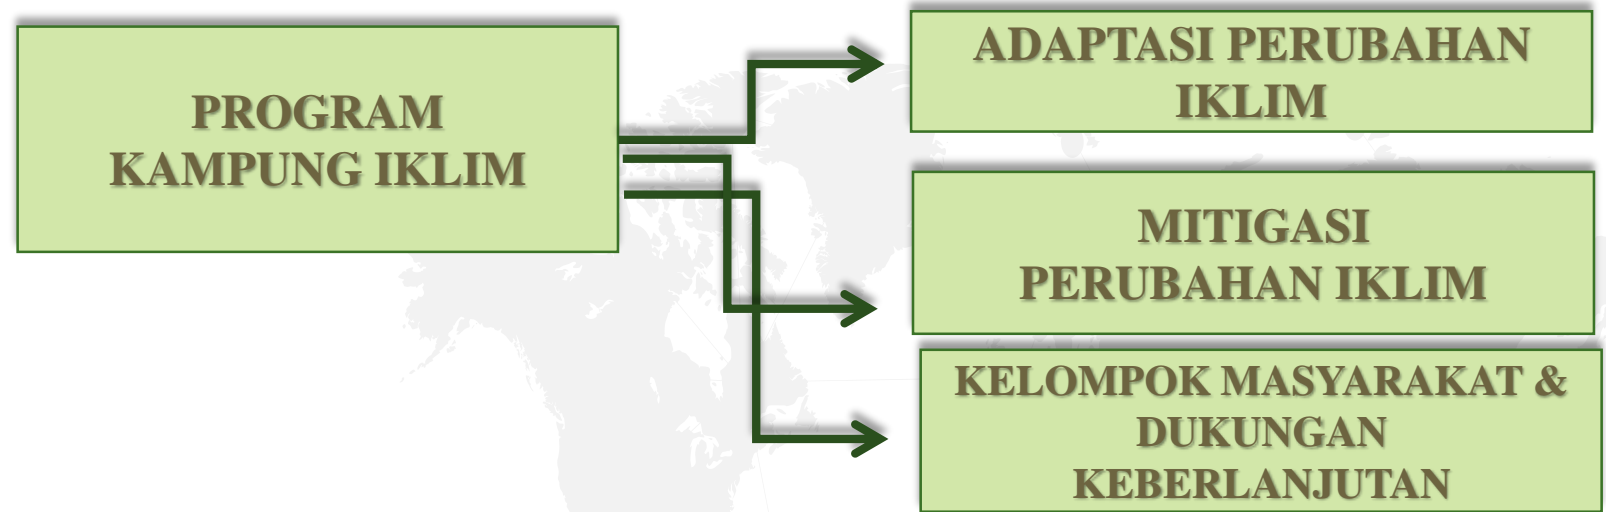 PROGRAM
KAMPUNG IKLIM
ADAPTASI PERUBAHAN
IKLIM
MITIGASI
PERUBAHAN IKLIM
KELOMPOK MASYARAKAT &
DUKUNGAN
KEBERLANJUTAN